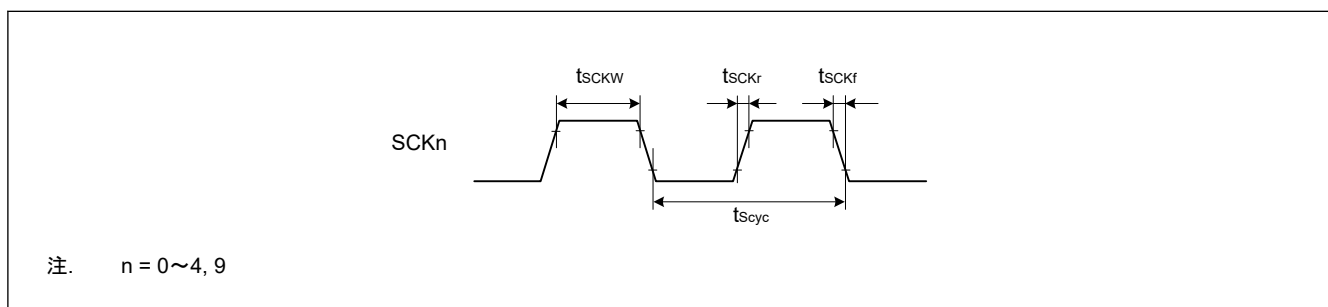 tSCKW tSCKr tSCKf
SCKn
tScyc
注. n = 0～4, 9